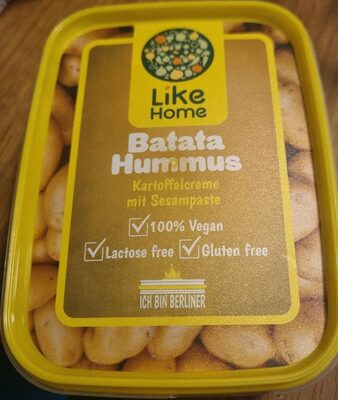 Like
Home
Batata
Hummus
Kartoffelcreme
mit Sesampaste
100% Vegan
Lactose free
Gluten free
ICH BIN BERLINER